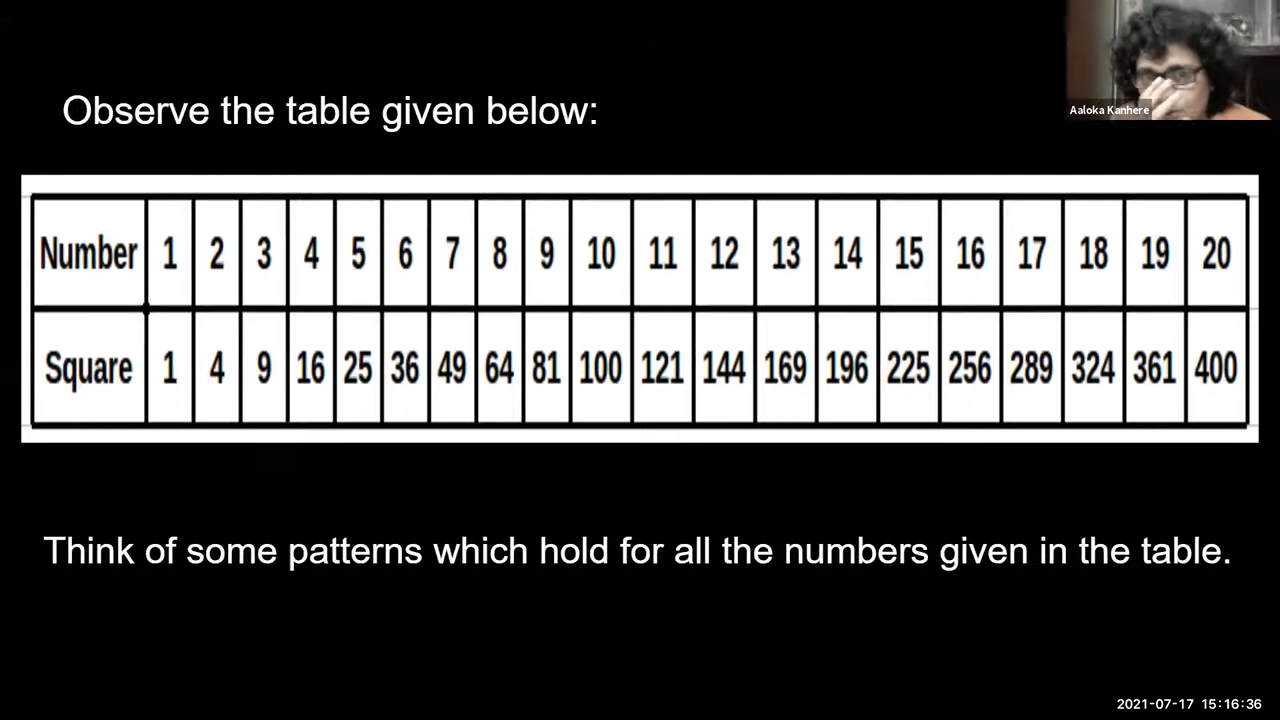 Aaloka Kanhere
Observe the table given below:
Number 1 2 3 4 5 6 7 8 9 10 11 12 13 14 15 16 17 18 19 20
Square 1 4 9 16 25 36 49 64 81 100 121 144 169 196 225 256 289 324 361 400
Think of some patterns which hold for all the numbers given in the table.
2021-07-17 15:16:36